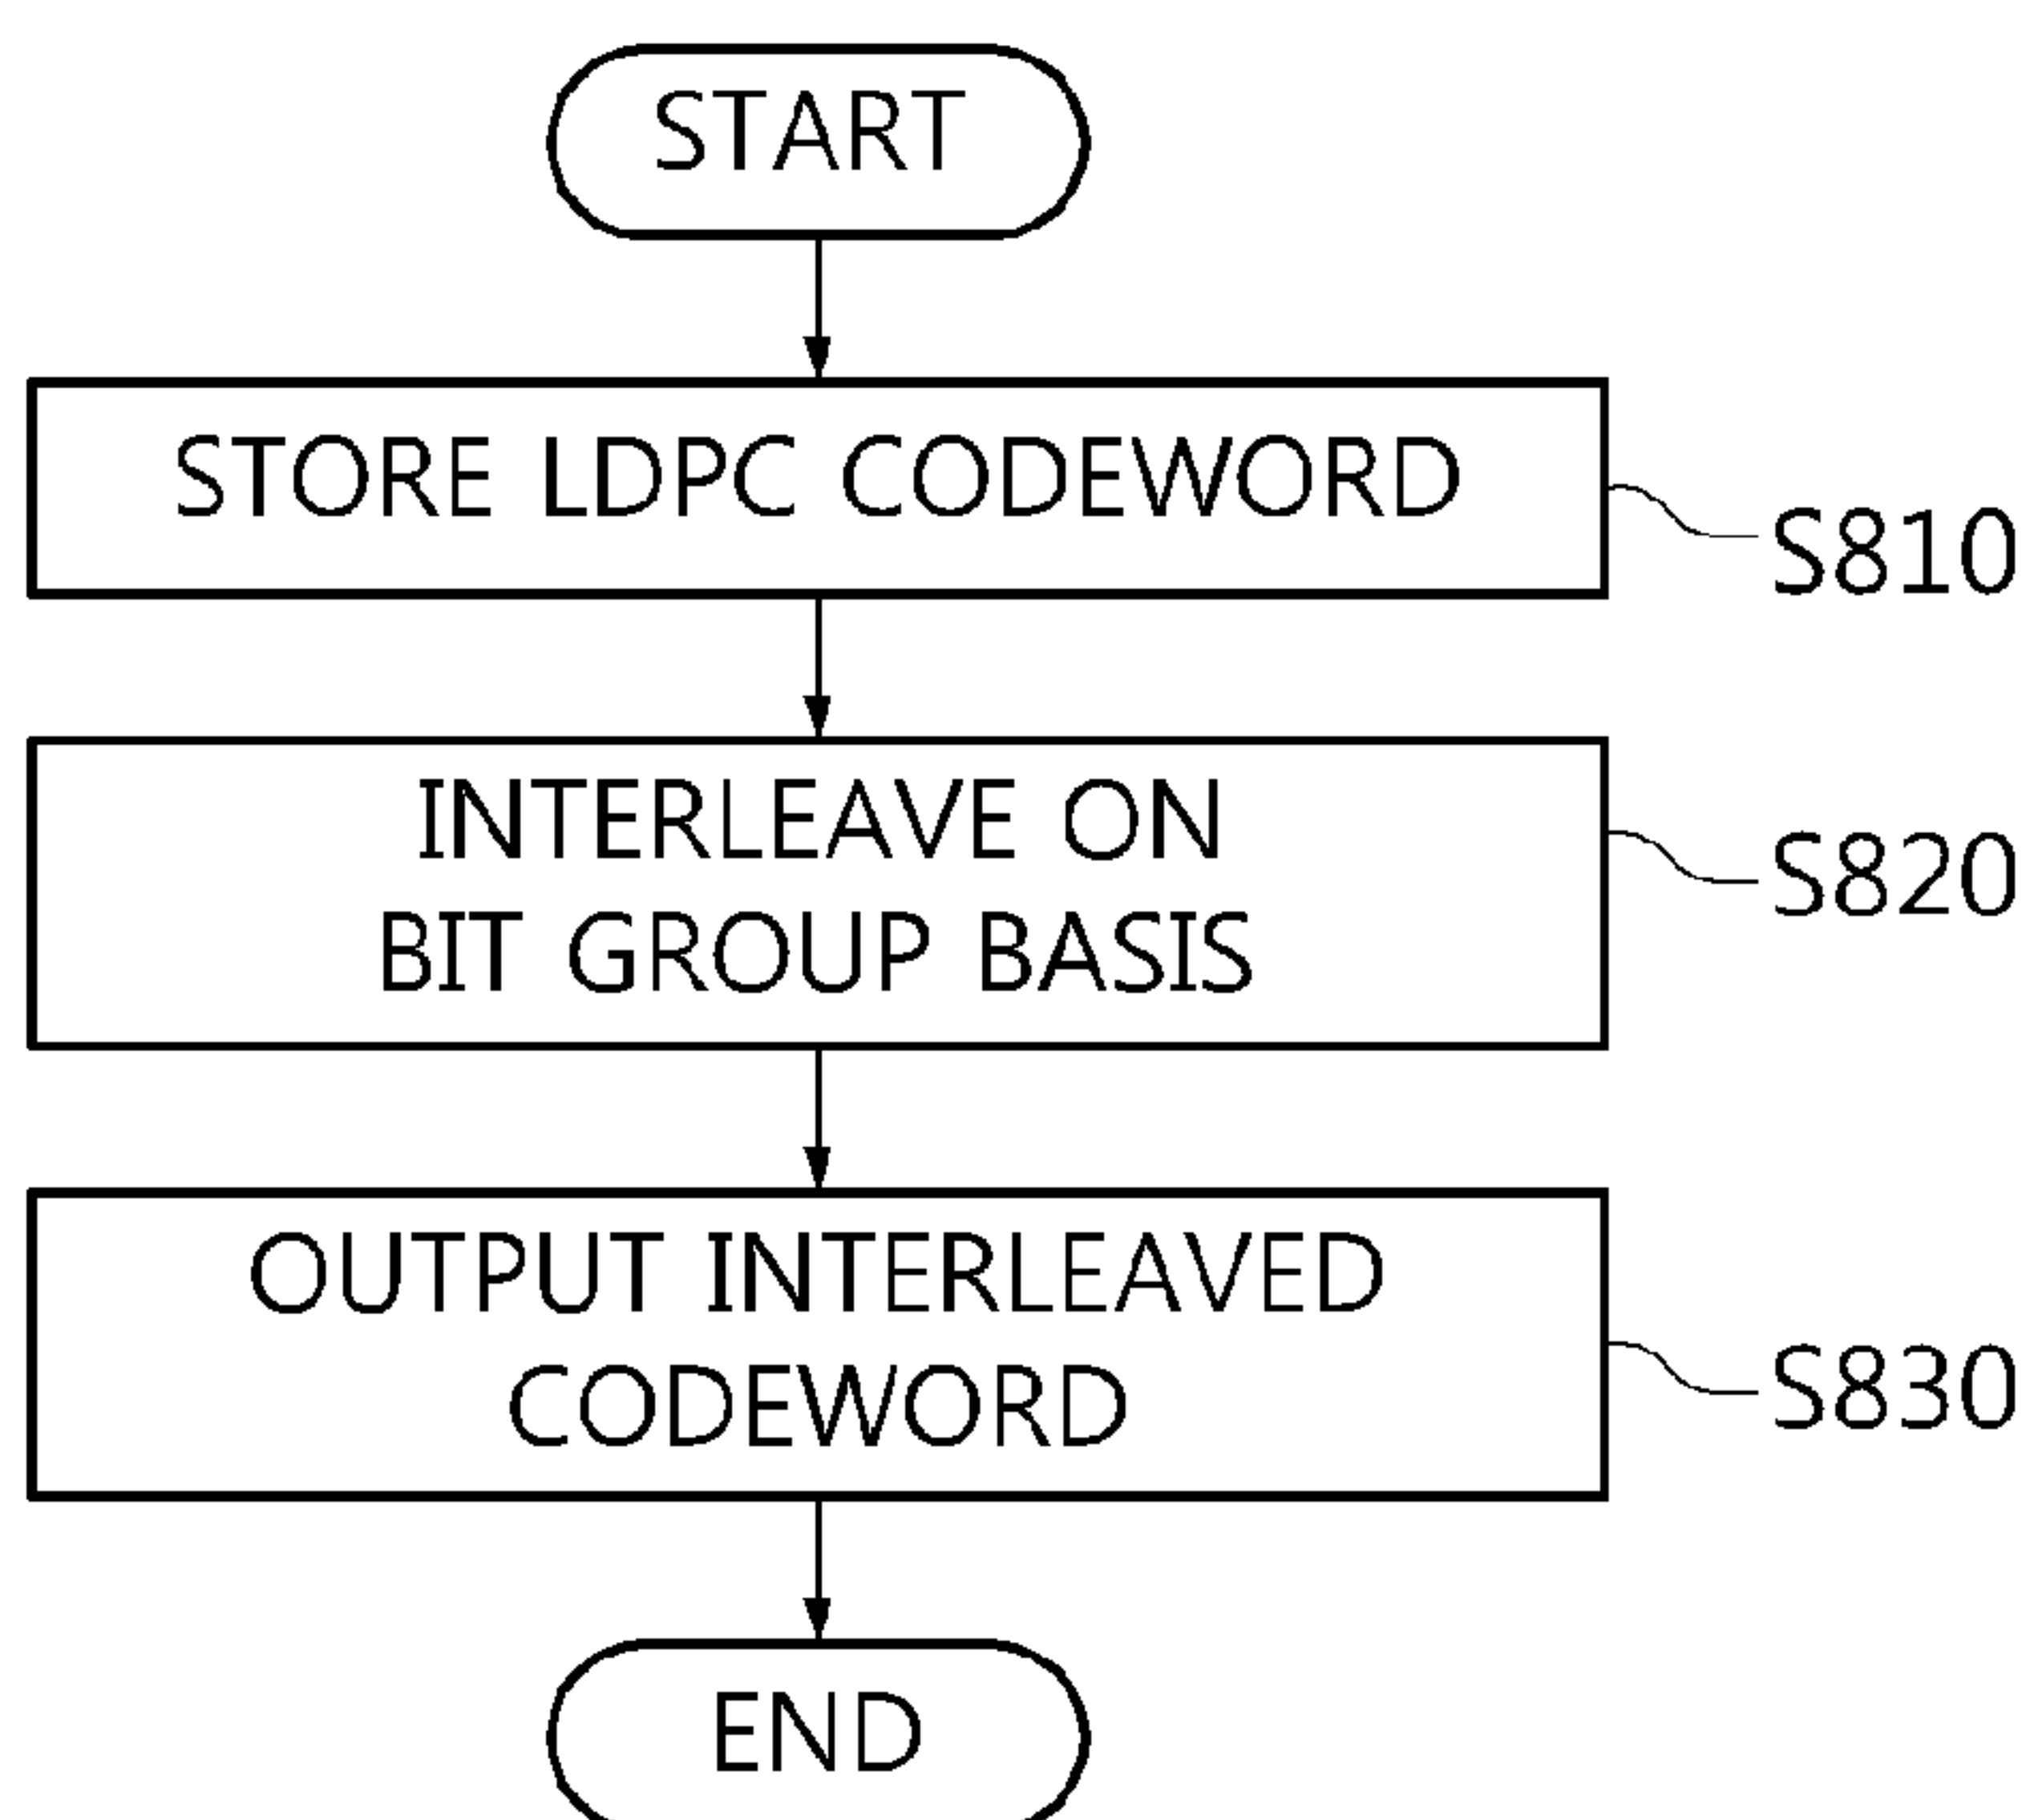 START
STORE LDPC CODEWORD
S810
INTERLEAVE ON
BIT GROUP BASIS
S820
OUTPUT INTERLEAVED
CODEWORD
S830
END